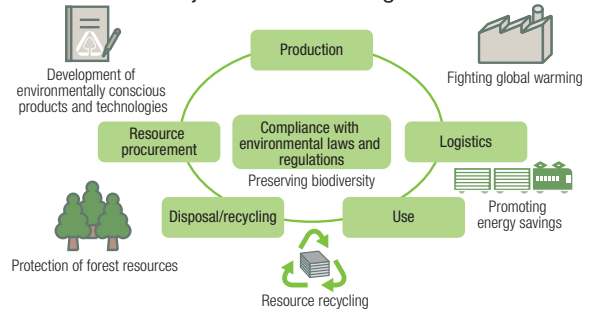 Production
Development of
environmentally conscious
products and technologies
Fighting global warming
Resource
procurement
Compliance with
environmental laws and
regulations
Logistics
Preserving biodiversity
Disposal/recycling
Use
Promoting
energy savings
Protection of forest resources
Resource recycling